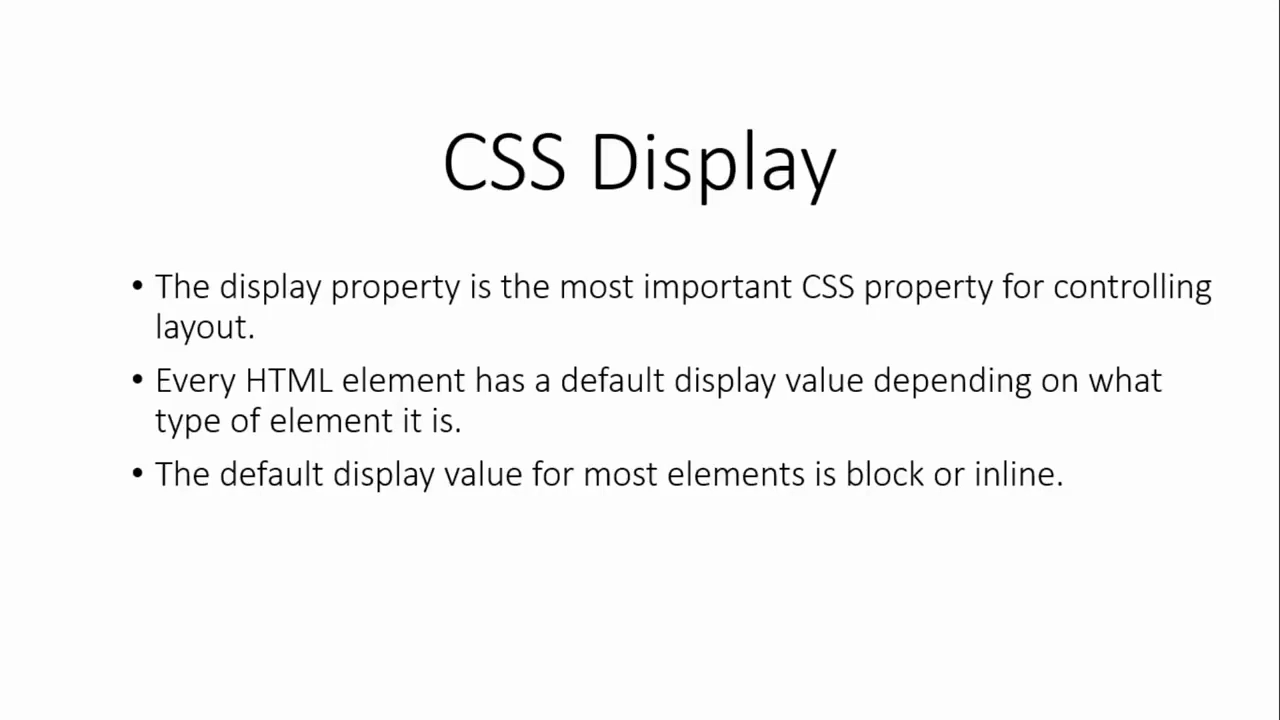 CSS Display
• The display property is the most important CSS property for controlling
layout.
• Every HTML element has a default display value depending on what
type of element it is.
• The default display value for most elements is block or inline.